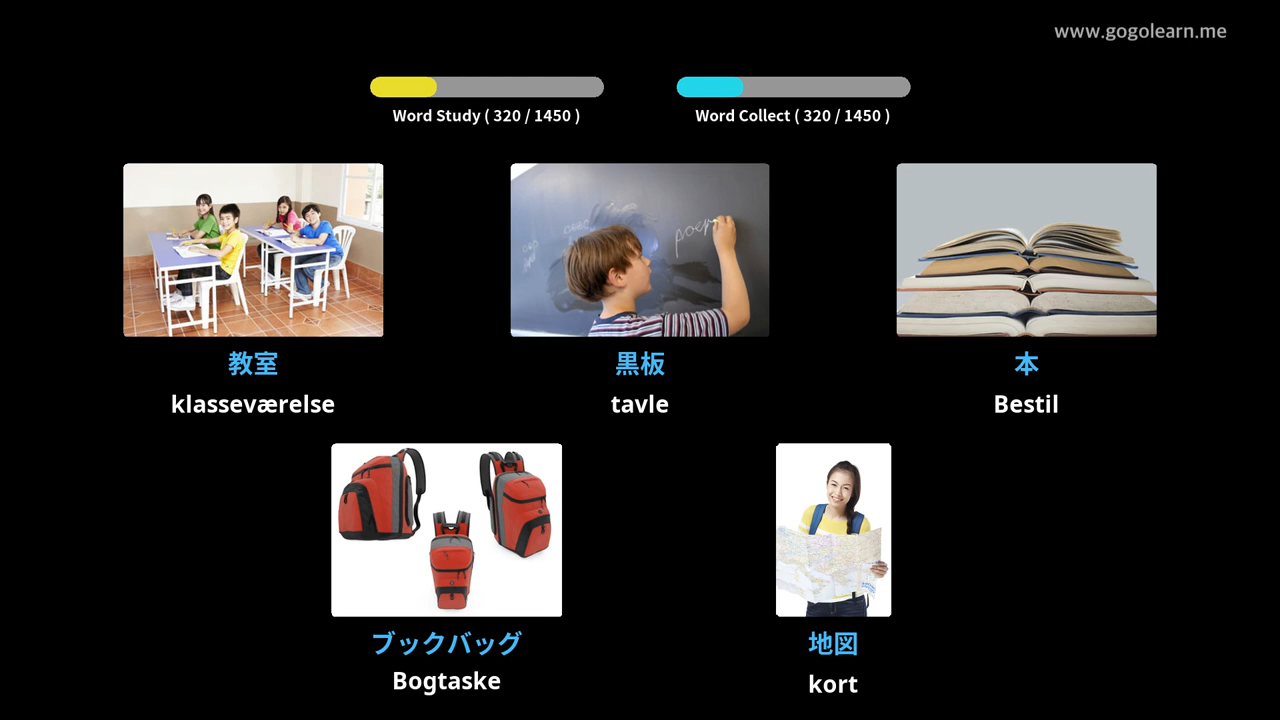 www.gogolearn.me
Word Study ( 320 / 1450 )
Word Collect ( 320 / 1450 )
教室
klasseværelse
黒板
tavle
本
Bestil
ブックバッグ
Bogtaske
地図
kort